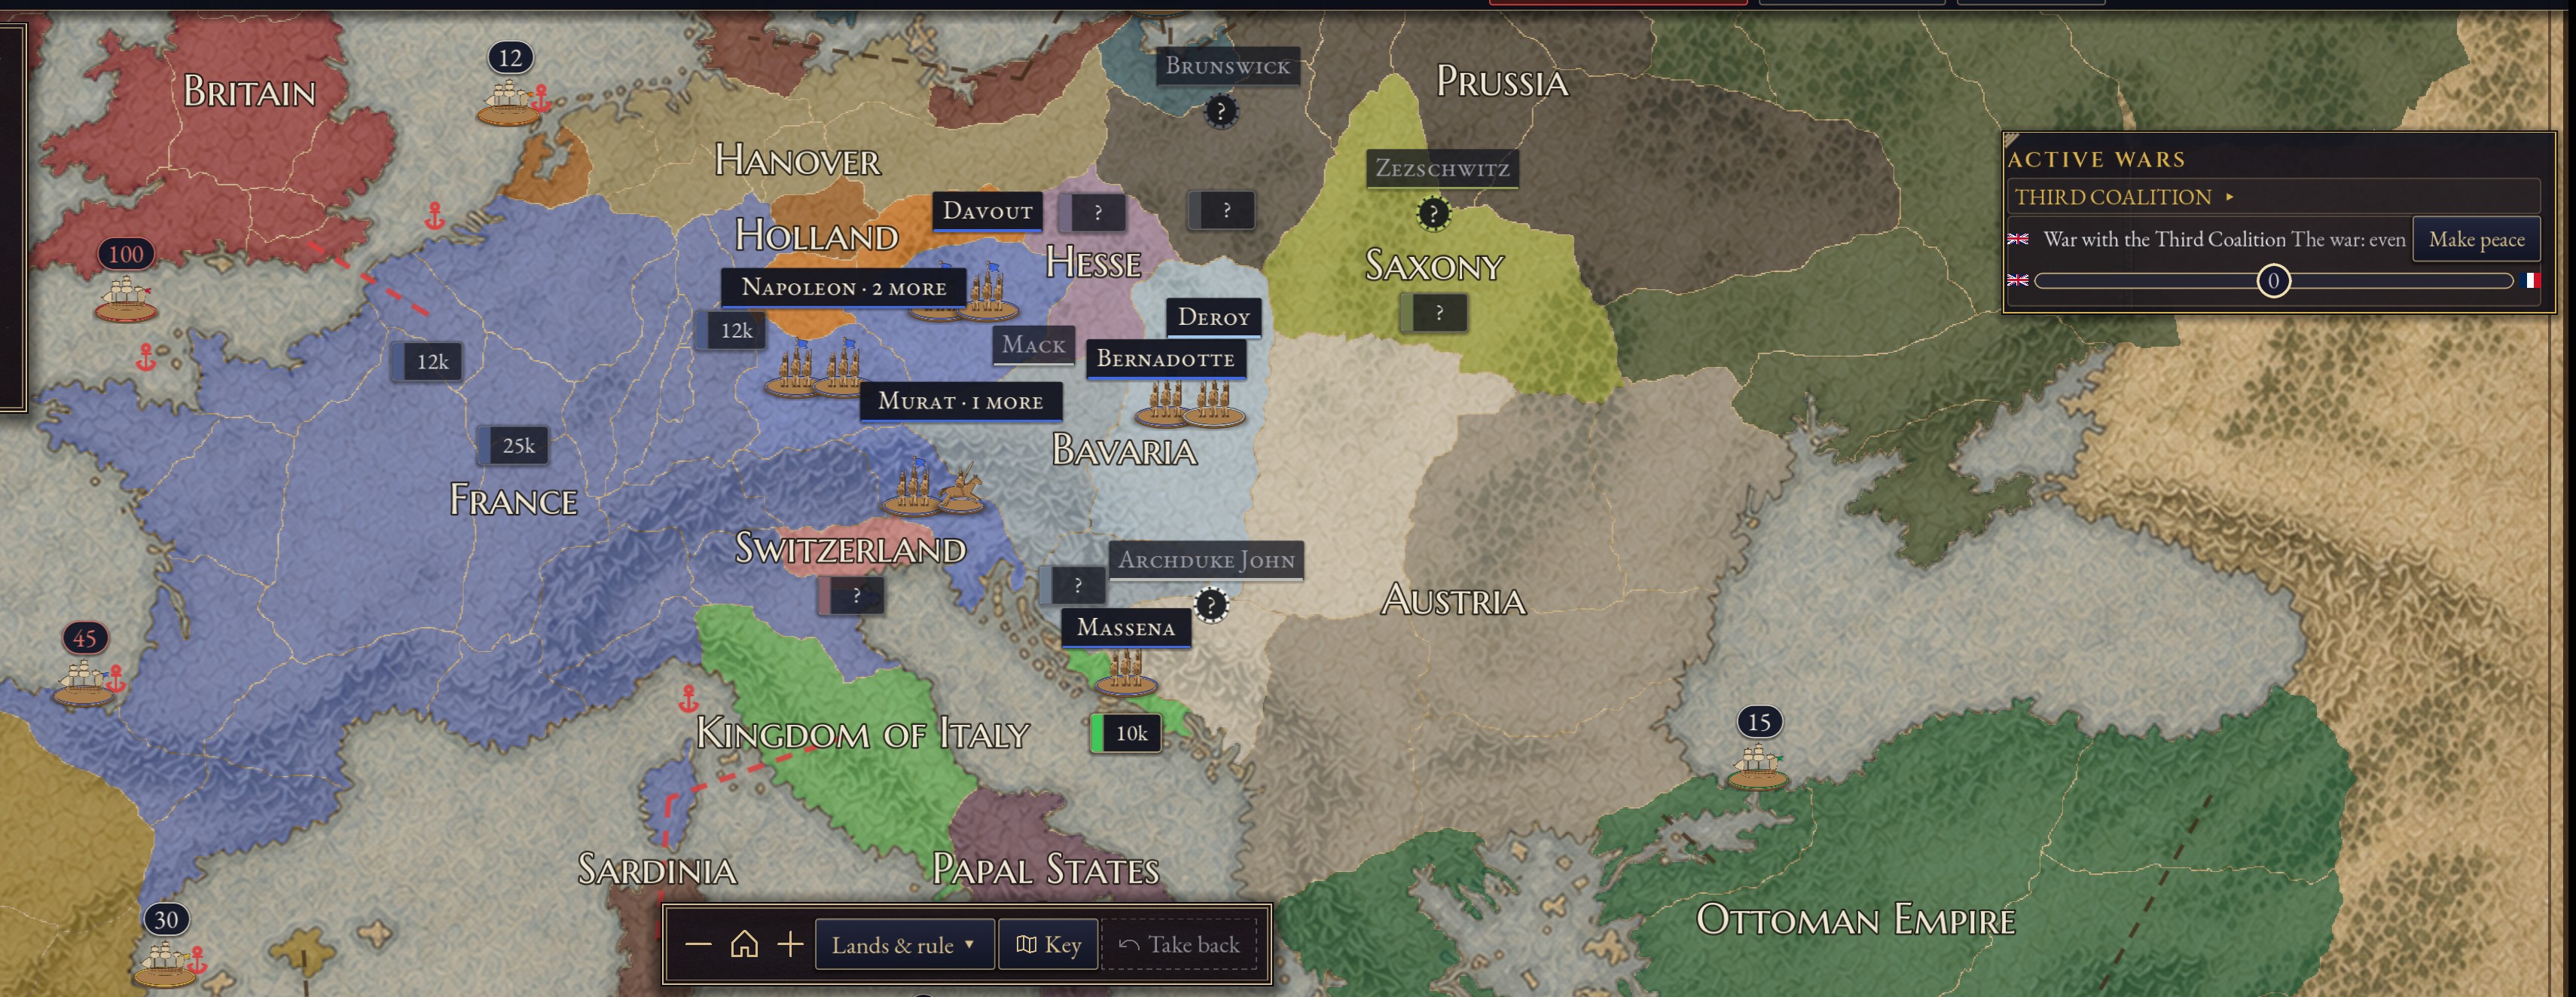 12
BRITAIN
BRUNSWICK
?
PRUSSIA
HANOVER
ZEZSCHWITZ
?
ACTIVE WARS
THIRD COALITION ▸
War with the Third Coalition The war: even
Make peace
0
DAVOUT
?
?
HOLLAND
HESSE
SAXONY
?
100
NAPOLEON · 2 MORE
12k
12k
MACK
DEROY
BERNADOTTE
MURAT · 1 MORE
25k
BAVARIA
FRANCE
SWITZERLAND
?
ARCHDUKE JOHN
?
?
AUSTRIA
45
MASSENA
10k
KINGDOM OF ITALY
15
SARDINIA
PAPAL STATES
OTTOMAN EMPIRE
30
Lands & rule ▾
Key
Take back